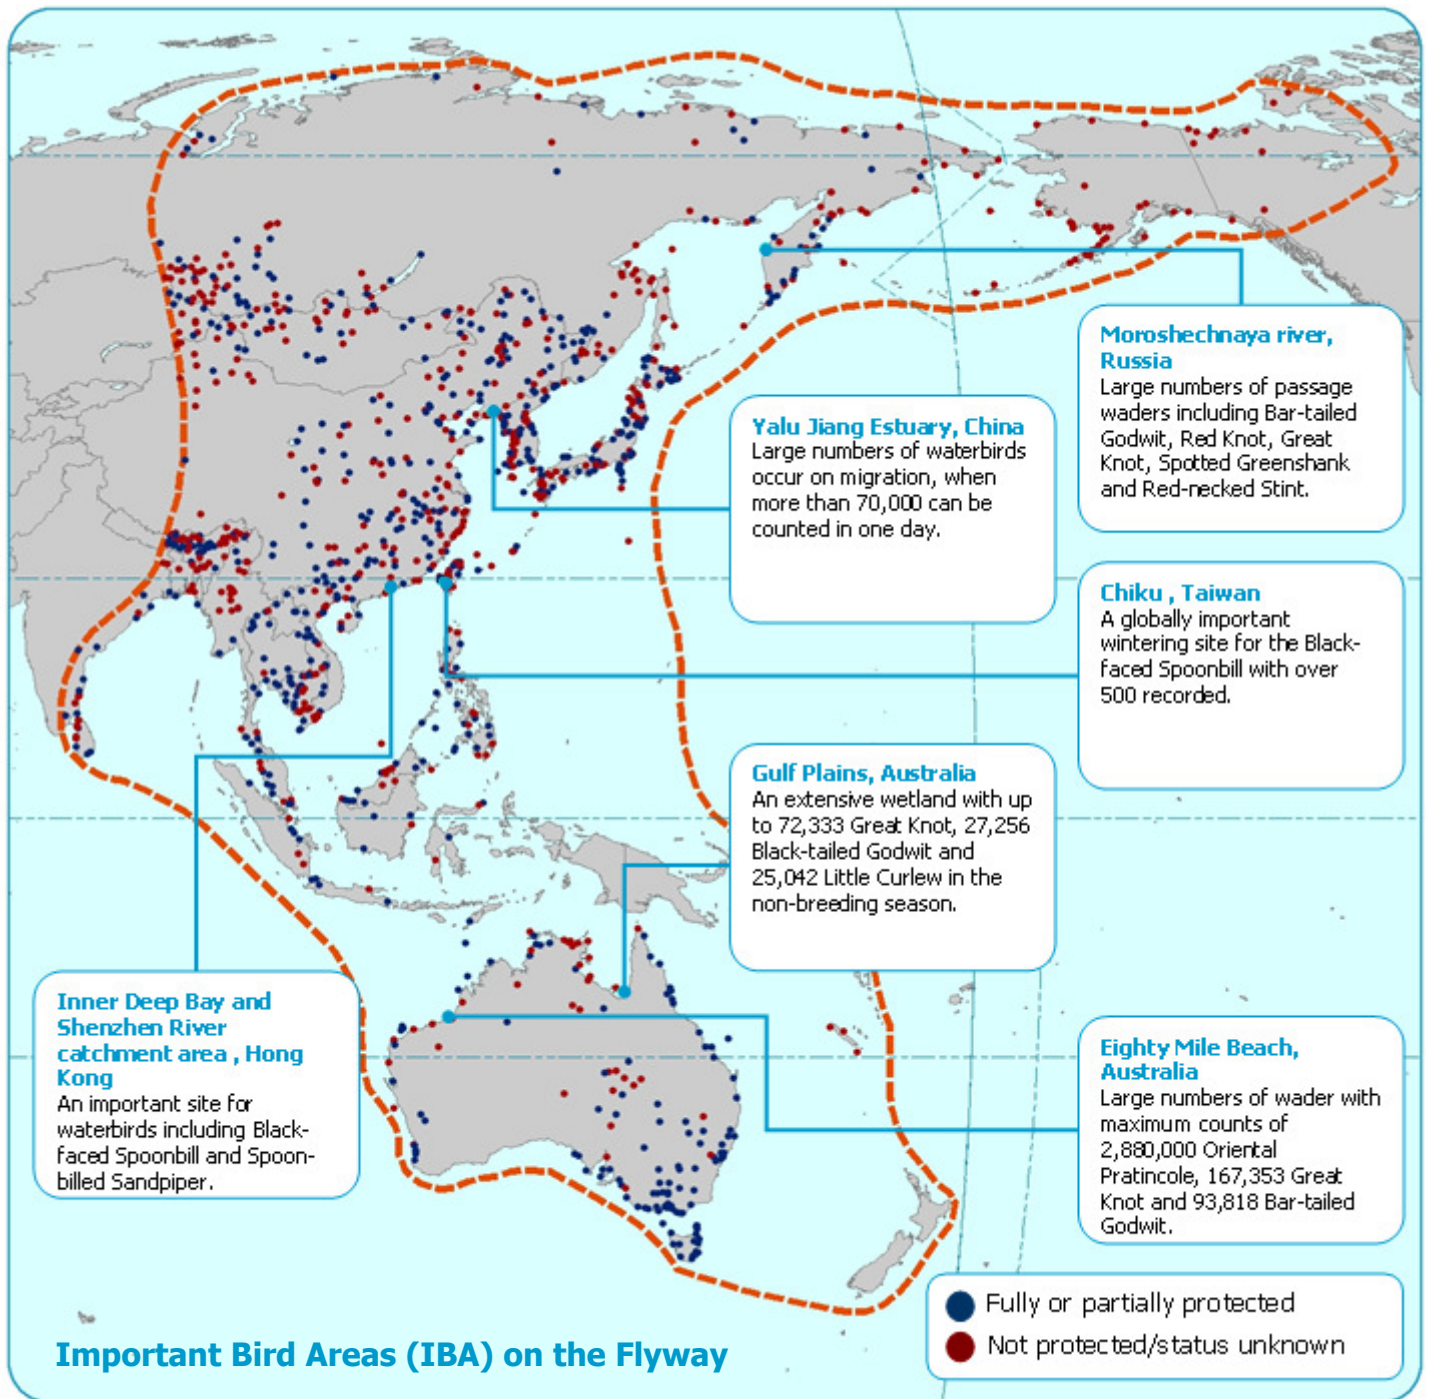 Moroshechnaya river,
Russia
Large numbers of passage
waders including Bar-tailed
Godwit, Red Knot, Great
Knot, Spotted Greenshank
and Red-necked Stint.
Yalu Jiang Estuary, China
Large numbers of waterbirds
occur on migration, when
more than 70,000 can be
counted in one day.
Chiku , Taiwan
A globally important
wintering site for the Black-
faced Spoonbill with over
500 recorded.
Gulf Plains, Australia
An extensive wetland with up
to 72,333 Great Knot, 27,256
Black-tailed Godwit and
25,042 Little Curlew in the
non-breeding season.
Inner Deep Bay and
Shenzhen River
catchment area , Hong
Kong
An important site for
waterbirds including Black-
faced Spoonbill and Spoon-
billed Sandpiper.
Eighty Mile Beach,
Australia
Large numbers of wader with
maximum counts of
2,880,000 Oriental
Pratincole, 167,353 Great
Knot and 93,818 Bar-tailed
Godwit.
Fully or partially protected
Not protected/status unknown
Important Bird Areas (IBA) on the Flyway